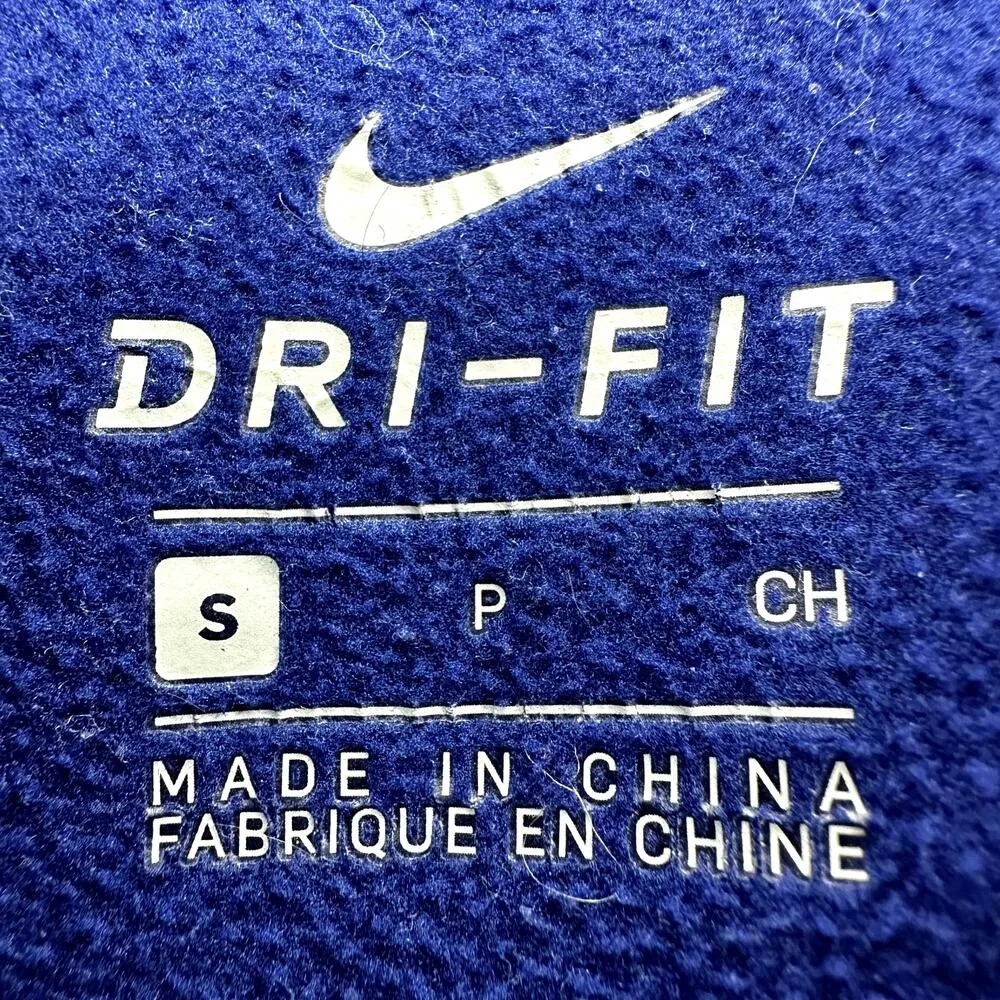 DRI-FIT
S P CH
MADE IN CHINA
FABRIQUE EN CHINE